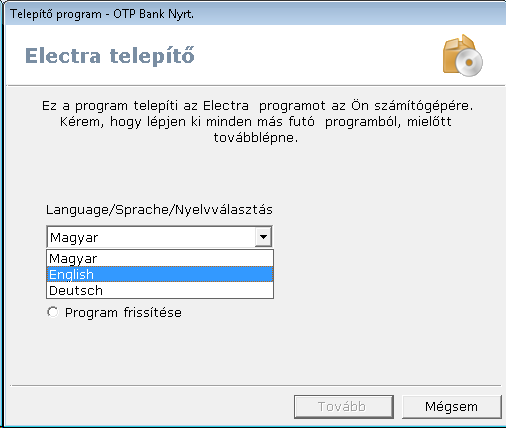 Telepítő program - OTP Bank Nyrt.
Electra telepítő
Ez a program telepíti az Electra programot az Ön számítógépére.
Kérem, hogy lépjen ki minden más futó programból, mielőtt
továbblépne.
Language/Sprache/Nyelvválasztás
Magyar
Magyar
English
Deutsch
Program frissítése
Tovább
Mégsem